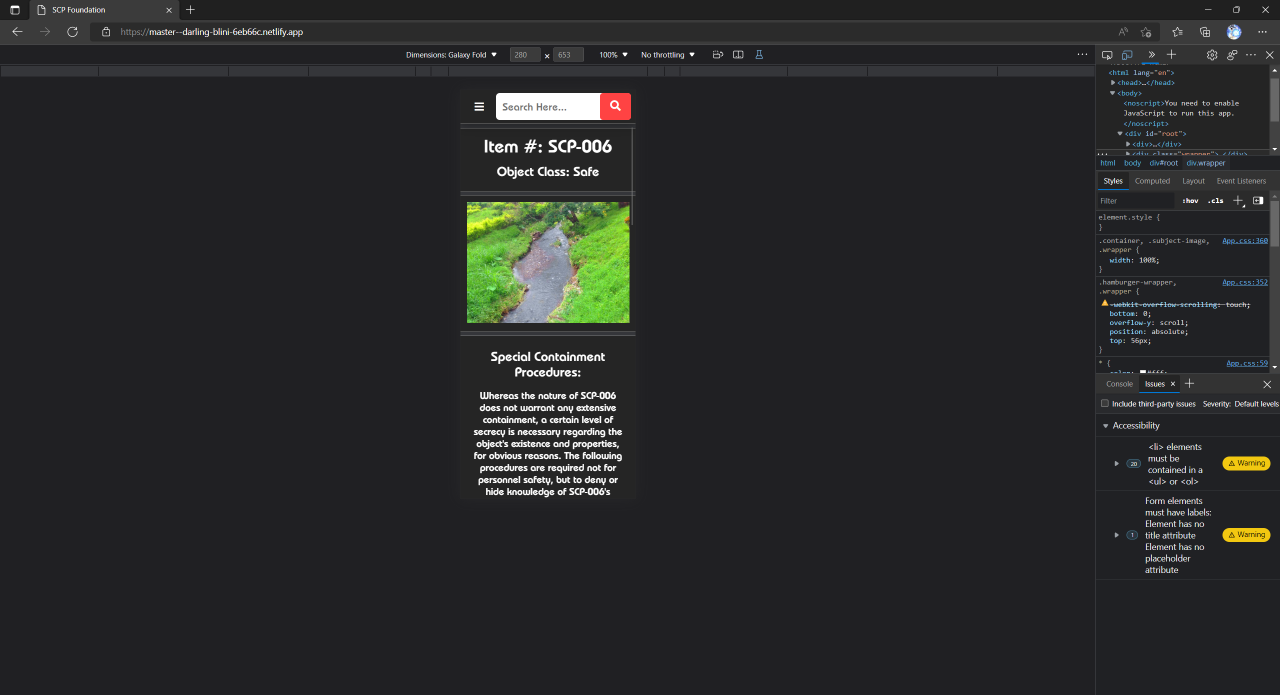 SCP Foundation
https://master--darling-blini-6eb66c.netlify.app
Dimensions: Galaxy Fold ▼ 280 × 653 100% ▼ No throttling ▼
Search Here...
Item #: SCP-006
Object Class: Safe
Special Containment
Procedures:
Whereas the nature of SCP-006
does not warrant any extensive
containment, a certain level of
secrecy is necessary regarding the
object's existence and properties,
for obvious reasons. The following
procedures are required not for
personnel safety, but to deny or
hide knowledge of SCP-006's
<html lang="en">
<head>…</head>
<body>
<noscript>You need to enable
JavaScript to run this app.
</noscript>
<div id="root">
<div>…</div>
<div class="wrapper">…</div>
html body div#root div.wrapper
Styles Computed Layout Event Listeners
Filter :hov .cls
element.style {
}
.container, .subject-image, App.css:360
.wrapper {
width: 100%;
}
.hamburger-wrapper, App.css:352
.wrapper {
-webkit-overflow-scrolling: touch;
bottom: 0;
overflow-y: scroll;
position: absolute;
top: 56px;
}
* { App.css:59
color: #fff;
Console Issues
Include third-party issues Severity: Default levels
Accessibility
20 <li> elements
must be
contained in a
<ul> or <ol>
Warning
1 Form elements
must have labels:
Element has no
title attribute
Element has no
placeholder
attribute
Warning